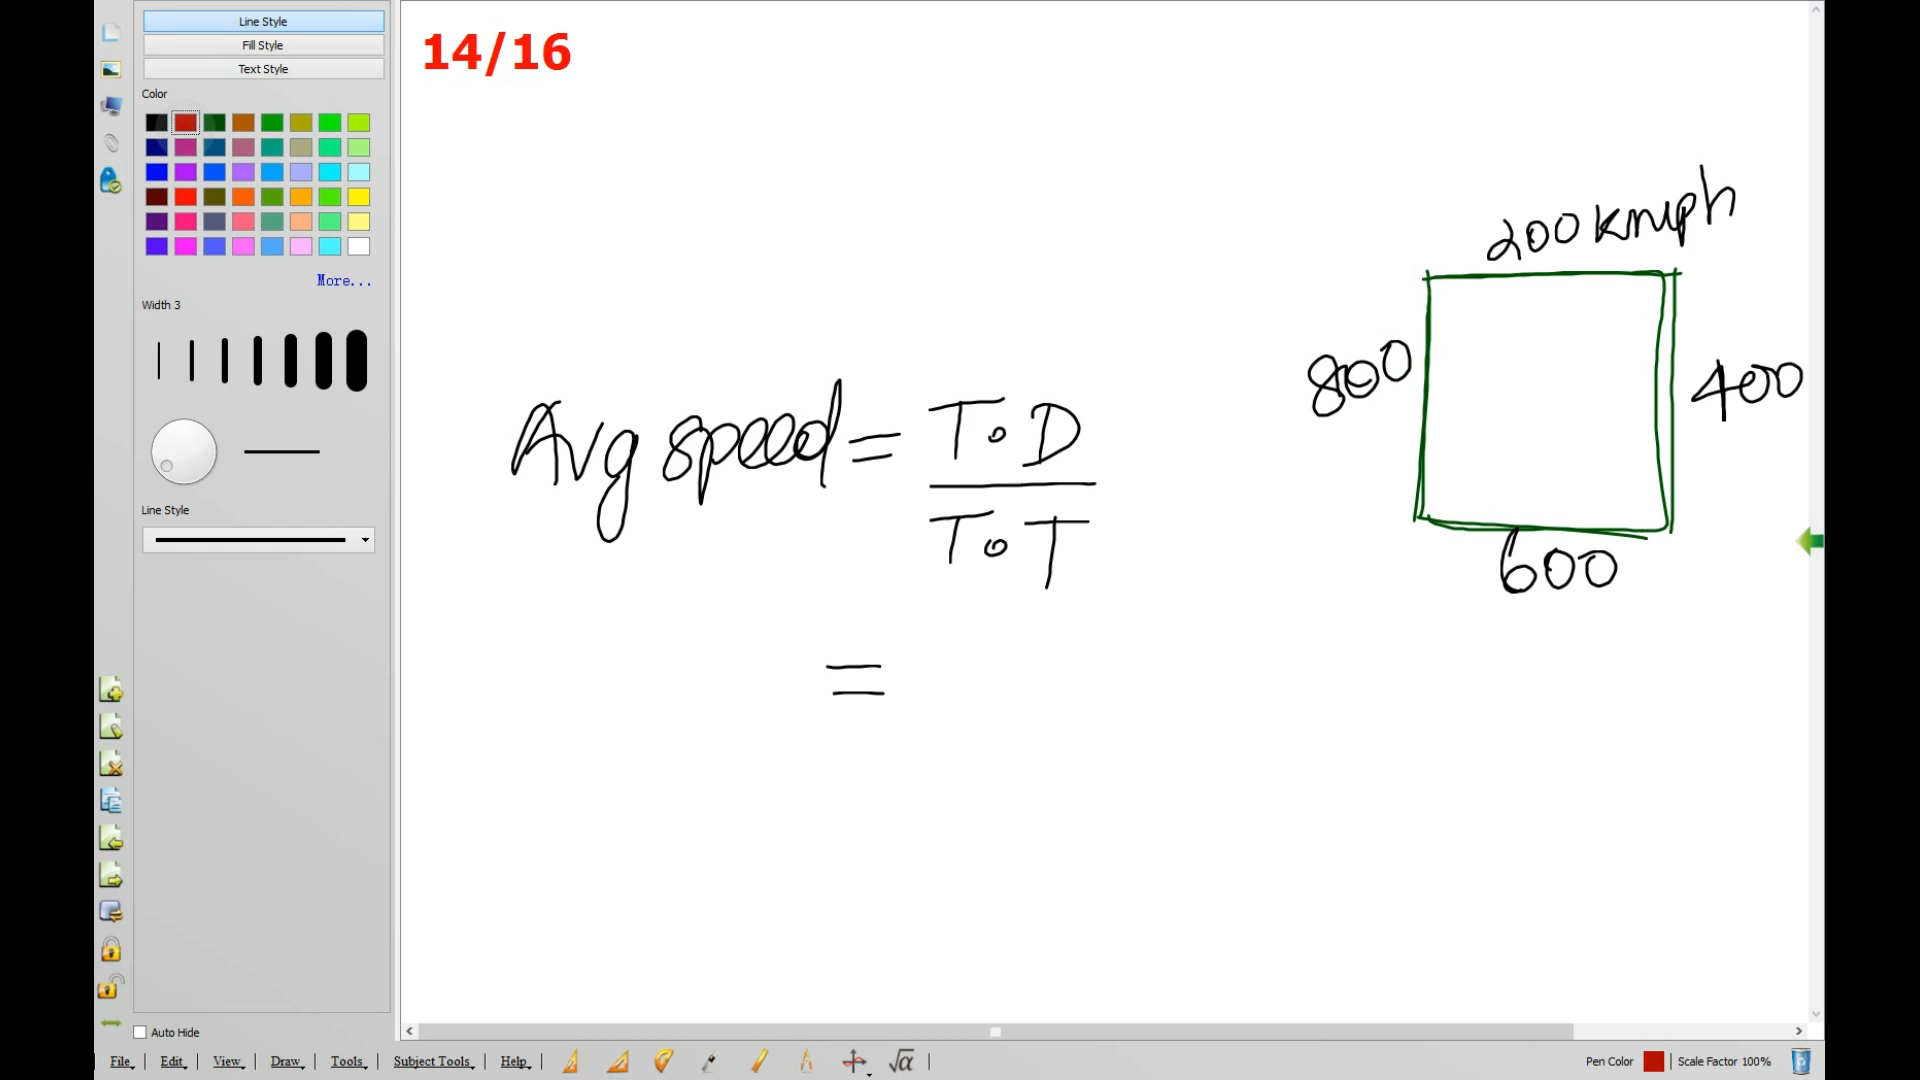 Line Style
Fill Style
Text Style
Color
More...
Width 3
Line Style
Auto Hide
14/16
200 kmph
800
400
600
Avg speed = T.D
T.T
=
File Edit View Draw Tools Subject Tools Help
Pen Color Scale Factor 100%